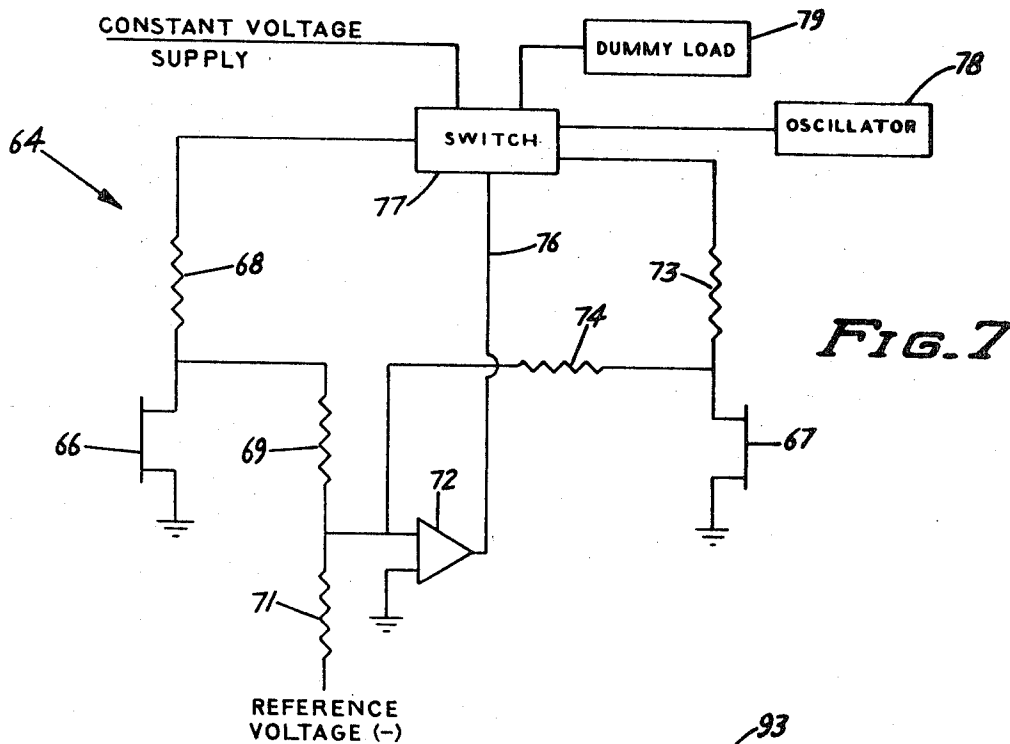 CONSTANT VOLTAGE
SUPPLY
79
DUMMY LOAD
78
OSCILLATOR
SWITCH
64
77
76
68
73
74
FIG. 7
66
69
72
67
71
REFERENCE
VOLTAGE (-)
93